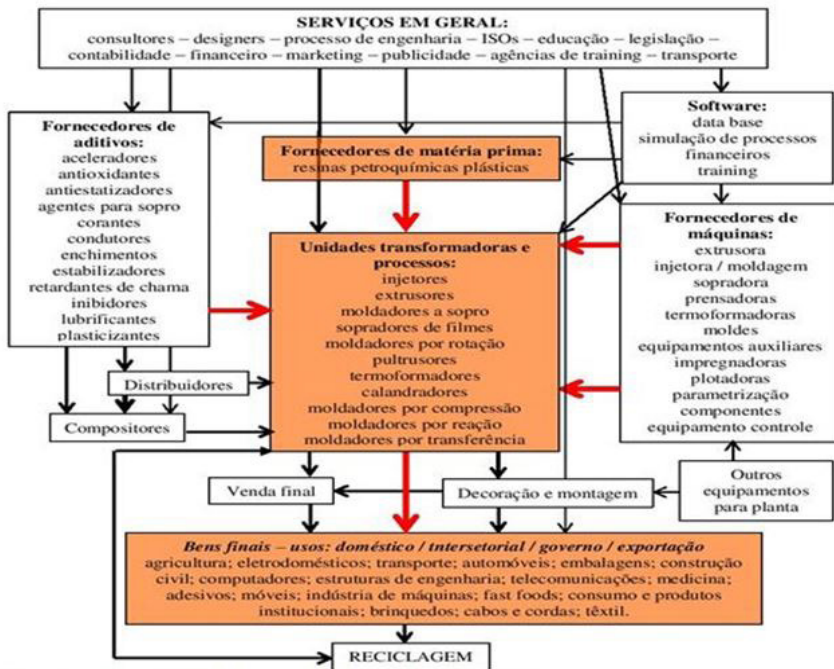 SERVIÇOS EM GERAL:
consultores – designers – processo de engenharia – ISOs – educação – legislação –
contabilidade – financeiro – marketing – publicidade – agências de training – transporte
Fornecedores de
aditivos:
aceleradores
antioxidantes
antiestatizadores
agentes para sopro
corantes
condutores
enchimentos
estabilizadores
retardantes de chama
inibidores
lubrificantes
plasticizantes
Fornecedores de matéria prima:
resinas petroquímicas plásticas
Software:
data base
simulação de processos
financeiros
training
Unidades transformadoras e
processos:
injetores
extrusores
moldadores a sopro
sopradores de filmes
moldadores por rotação
pultrusores
termoformadores
calandradores
moldadores por compressão
moldadores por reação
moldadores por transferência
Fornecedores de
máquinas:
extrusora
injetora / moldagem
sopradora
prensadoras
termoformadoras
moldes
equipamentos auxiliares
impregnadoras
plotadoras
parametrização
componentes
equipamento controle
Distribuidores
Compositores
Venda final
Decoração e montagem
Outros
equipamentos
para planta
Bens finais – usos: doméstico / tntersetorial / governo / exportação
agricultura; eletrodomésticos; transporte; automóveis; embalagens; construção
civil; computadores; estruturas de engenharia; telecomunicações; medicina;
adesivos; móveis; indústria de máquinas; fast foods; consumo e produtos
institucionais; brinquedos; cabos e cordas; têxtil.
RECICLAGEM